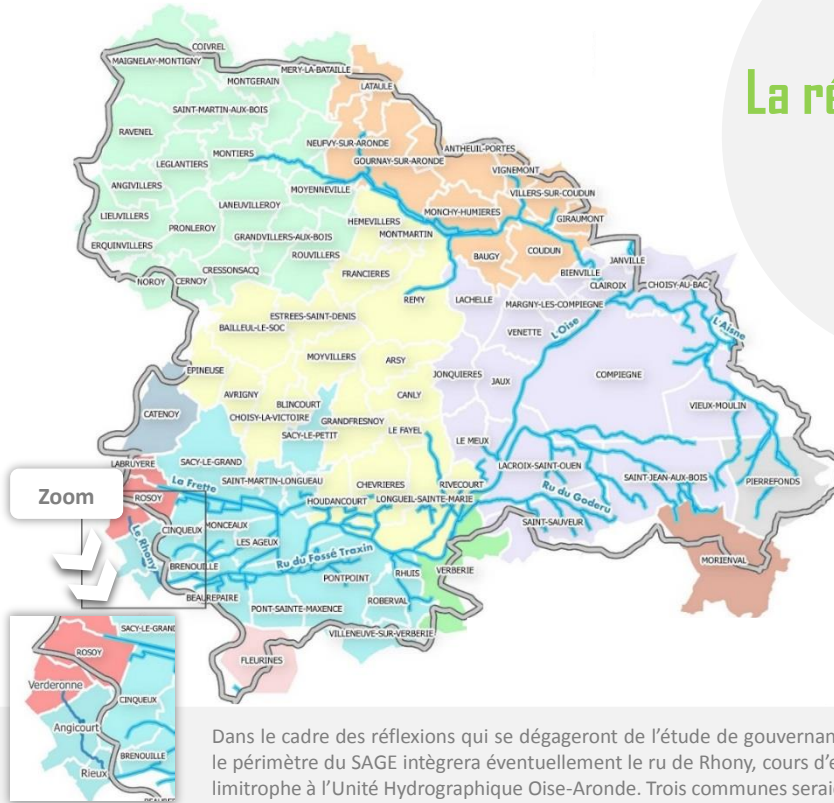 La ré
COIVREL
MAIGNELAY-MONTIGNY
MERY-LA-BATAILLE
MONTGERAIN
LATAULE
SAINT-MARTIN-AUX-BOIS
RAVENEL
NEUFVY-SUR-ARONDE
ANTHEUIL-PORTES
MONTIERS
GOURNAY-SUR-ARONDE
LEGLANTIERS
VIGNEMONT
ANGIVILLERS
MOYENNEVILLE
VILLERS-SUR-COUDUN
LIEUVILLERS
LANEUVILLEROY
MONCHY-HUMIERES
GIRAUMONT
PRONLEROY
HEMEVILLERS
ERQUINVILLERS
GRANDVILLERS-AUX-BOIS
MONTMARTIN
ROUVILLERS
BAUGY
COUDUN
CRESSONSACQ
JANVILLE
NOROY
CERNOY
FRANCIERES
BIENVILLE
CLAIROIX
CHOISY-AU-BAC
REMY
LACHELLE
MARGNY-LES-COMPIEGNE
ESTREES-SAINT-DENIS
BAILLEUL-LE-SOC
VENETTE
L'Oise
L'Aisne
MOYVILLERS
ARSY
EPINEUSE
JONQUIERES
JAUX
COMPIEGNE
AVRIGNY
BLINCOURT
CANLY
CATENOY
CHOISY-LA-VICTOIRE
GRANDFRESNOY
VIEUX-MOULIN
SACY-LE-PETIT
LE FAYEL
LE MEUX
LABRUYERE
SACY-LE-GRAND
LACROIX-SAINT-OUEN
SAINT-MARTIN-LONGUEAU
CHEVRIERES
RIVECOURT
SAINT-JEAN-AUX-BOIS
PIERREFONDS
Zoom
ROSOY
La Frette
HOUDANCOURT
LONGUEIL-SAINTE-MARIE
Ru du Goderu
CINQUEUX
MONCEAUX
SAINT-SAUVEUR
Le Rhony
LES AGEUX
Ru du Fossé Traxin
MORIENVAL
BRENOUILLE
PONTPOINT
RHUIS
VERBERIE
BEAUREPAIRE
PONT-SAINTE-MAXENCE
ROBERVAL
VILLENEUVE-SUR-VERBERIE
FLEURINES
SACY-LE-GRAND
ROSOY
Verderonne
CINQUEUX
Angicourt
BRENOUILLE
Rieux
Dans le cadre des réflexions qui se dégageront de l'étude de gouvernan
le périmètre du SAGE intègrera éventuellement le ru de Rhony, cours d'e
limitrophe à l'Unité Hydrographique Oise-Aronde. Trois communes serai